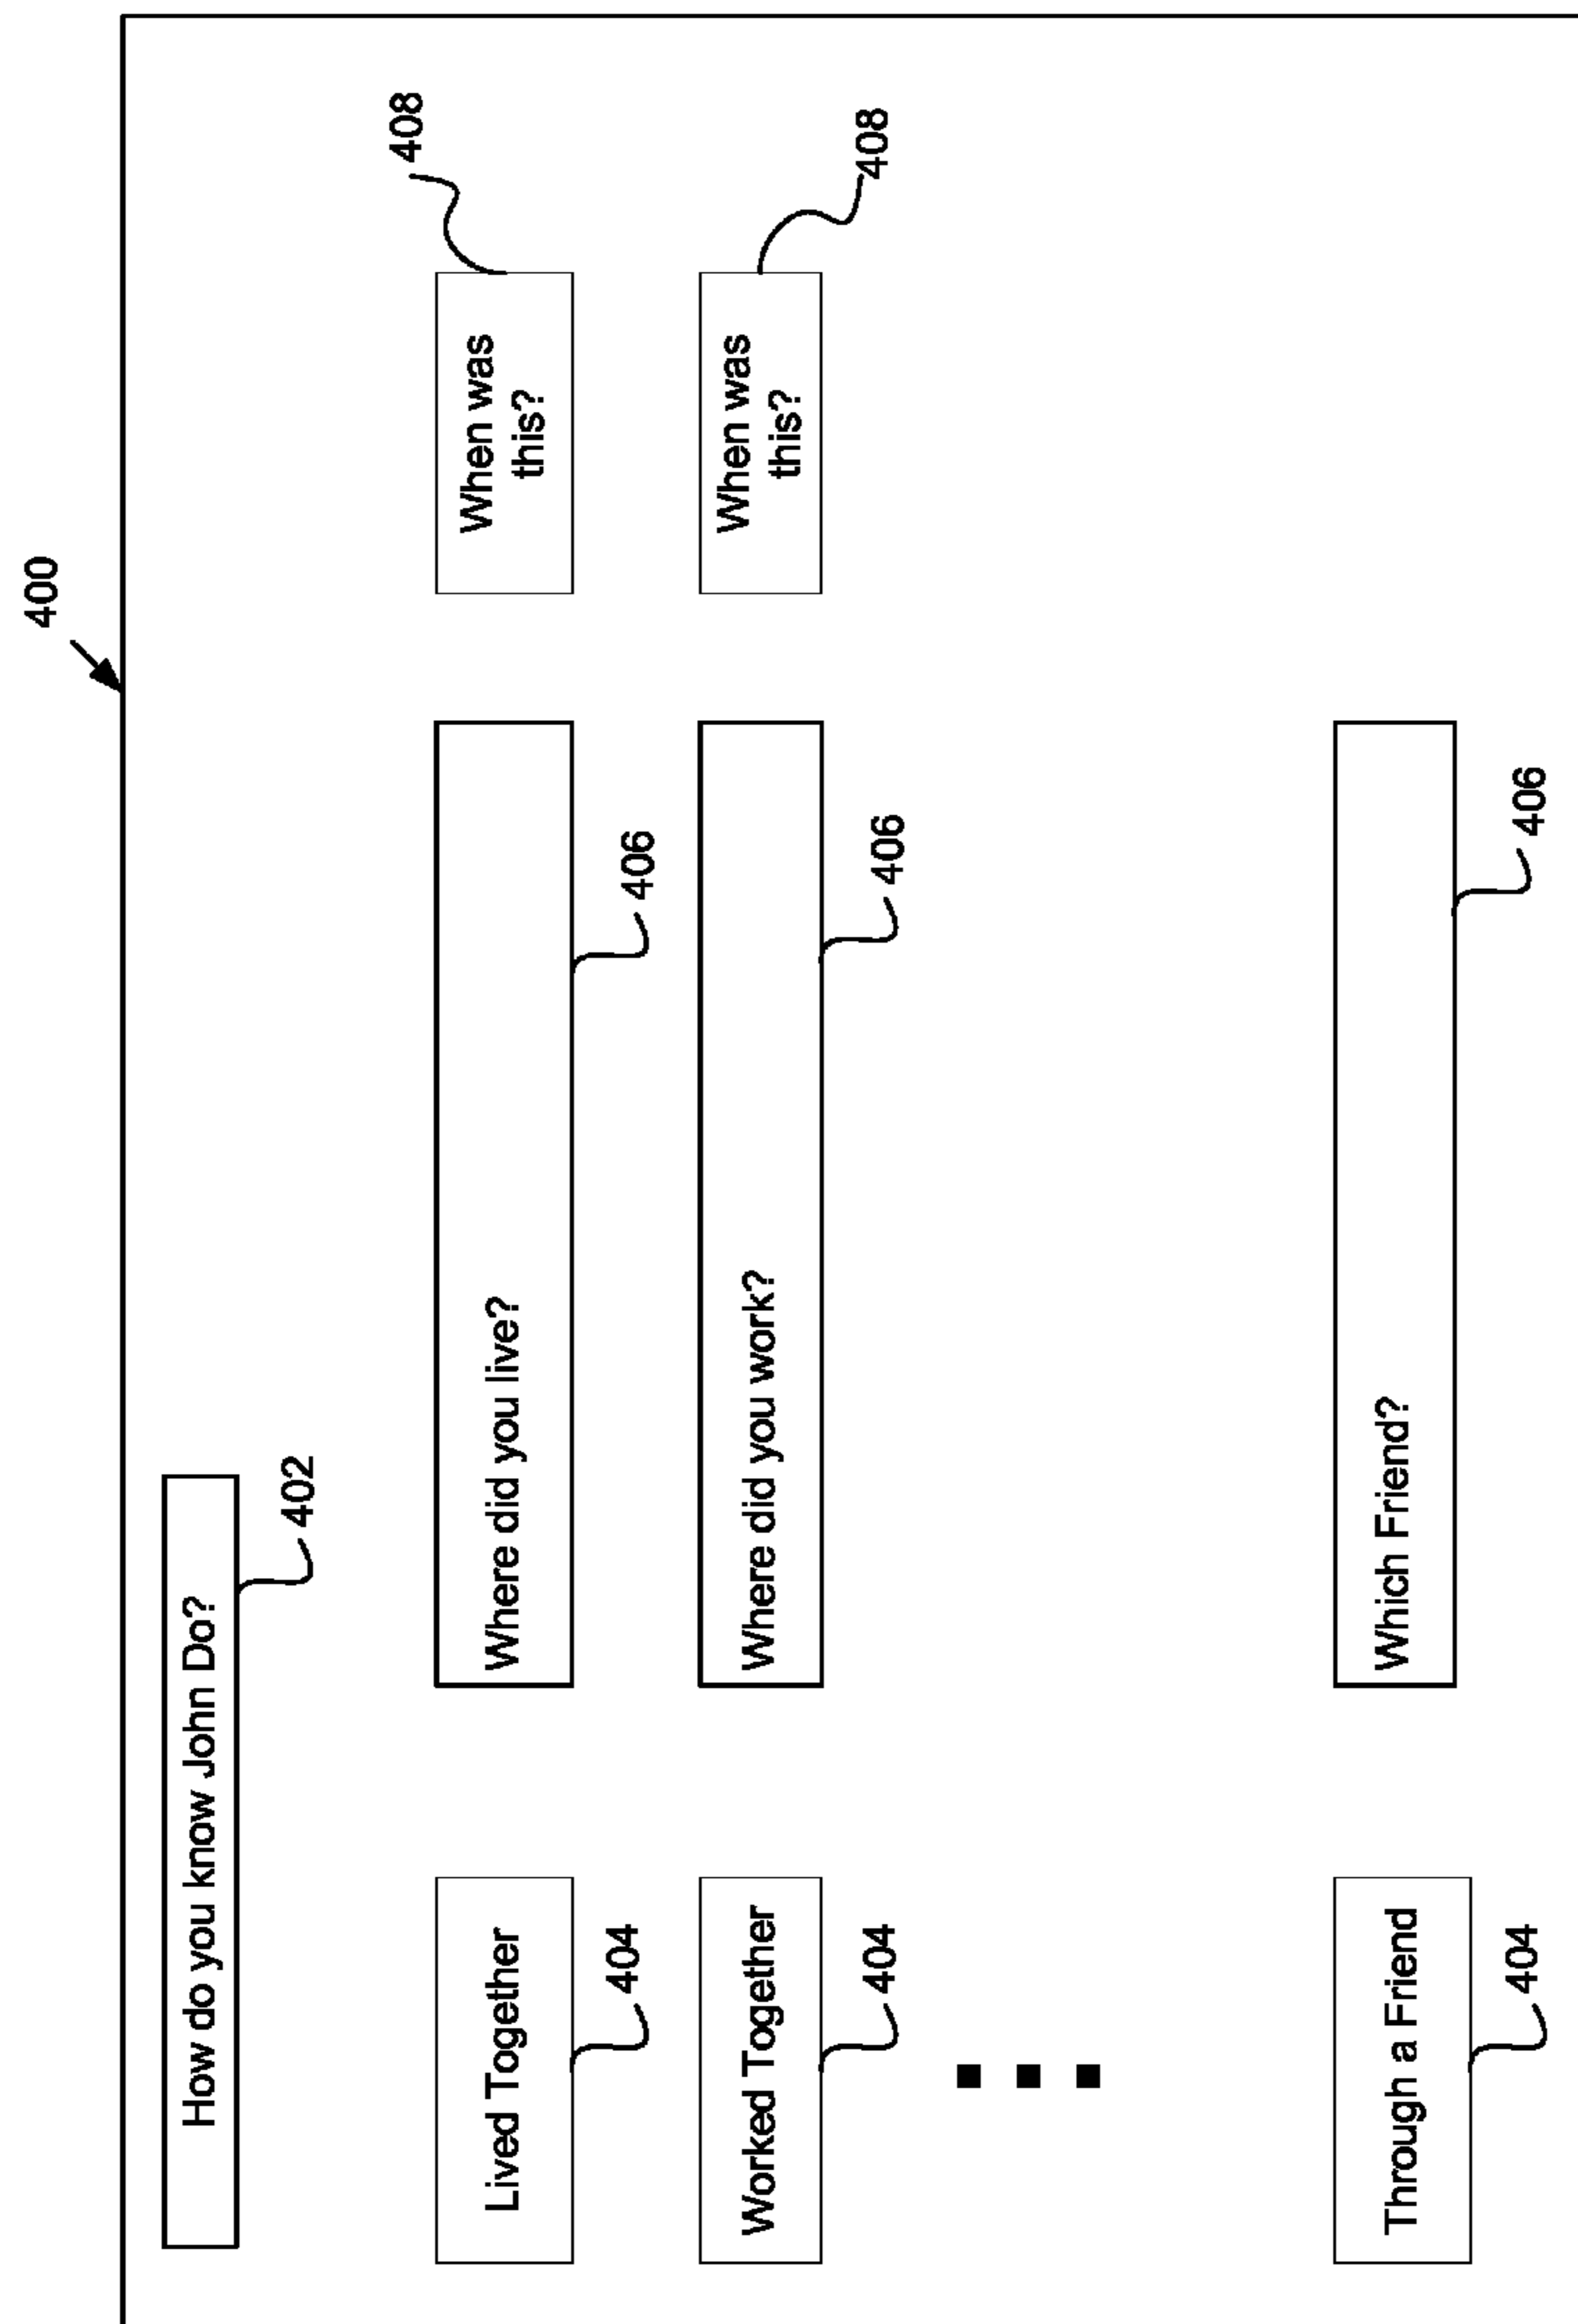 400
How do you know John Do?
402
Lived Together
404
Where did you live?
406
When was
this?
408
Worked Together
404
Where did you work?
406
When was
this?
408
Through a Friend
404
Which Friend?
406